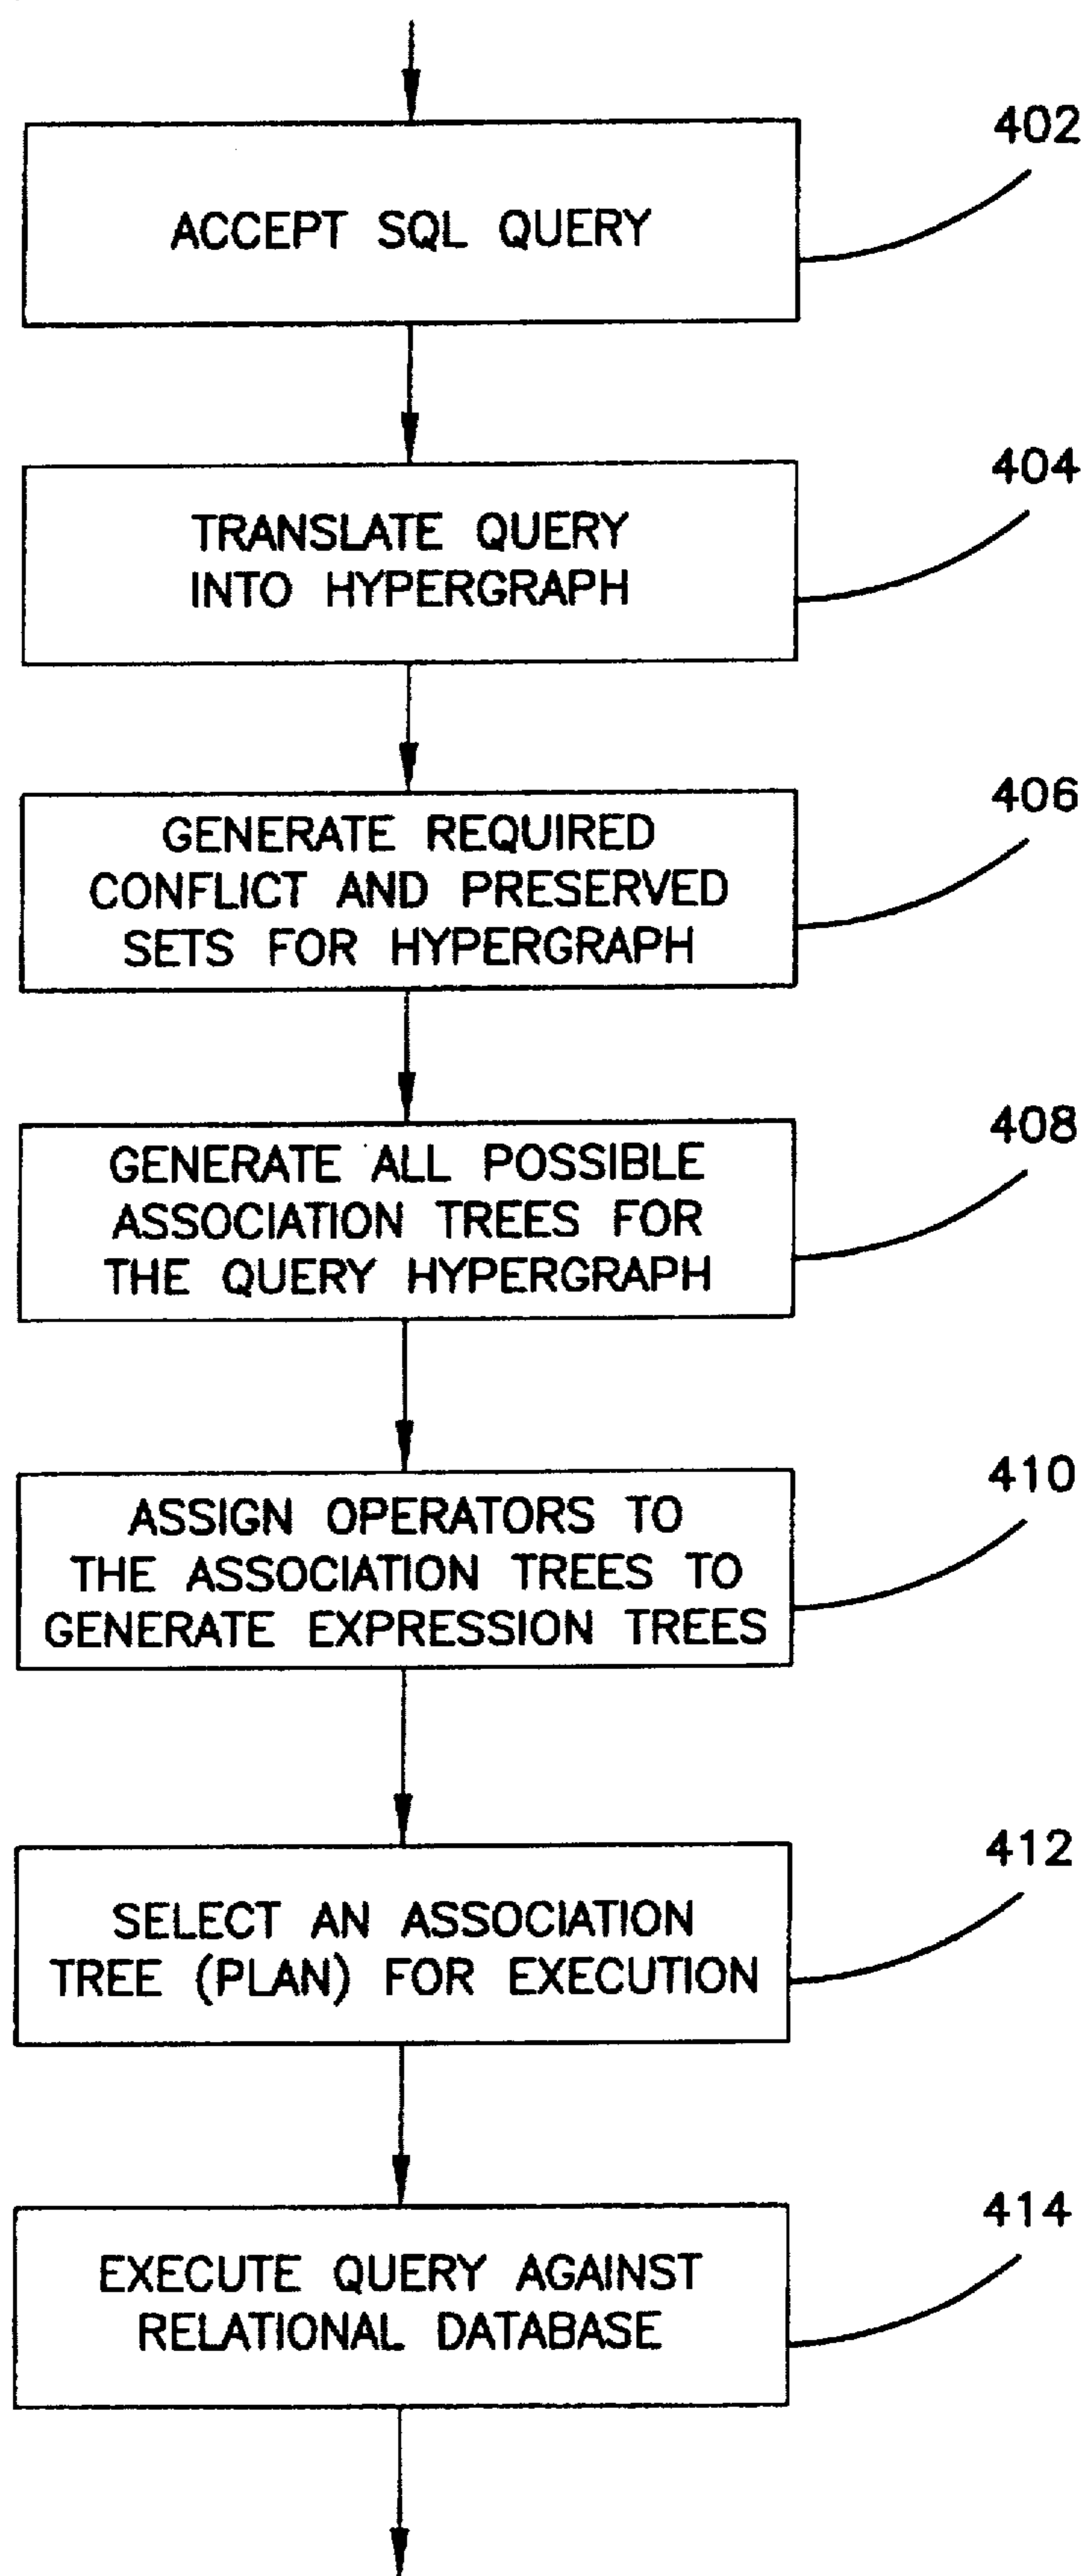 402
ACCEPT SQL QUERY
404
TRANSLATE QUERY
INTO HYPERGRAPH
406
GENERATE REQUIRED
CONFLICT AND PRESERVED
SETS FOR HYPERGRAPH
408
GENERATE ALL POSSIBLE
ASSOCIATION TREES FOR
THE QUERY HYPERGRAPH
410
ASSIGN OPERATORS TO
THE ASSOCIATION TREES TO
GENERATE EXPRESSION TREES
412
SELECT AN ASSOCIATION
TREE (PLAN) FOR EXECUTION
414
EXECUTE QUERY AGAINST
RELATIONAL DATABASE